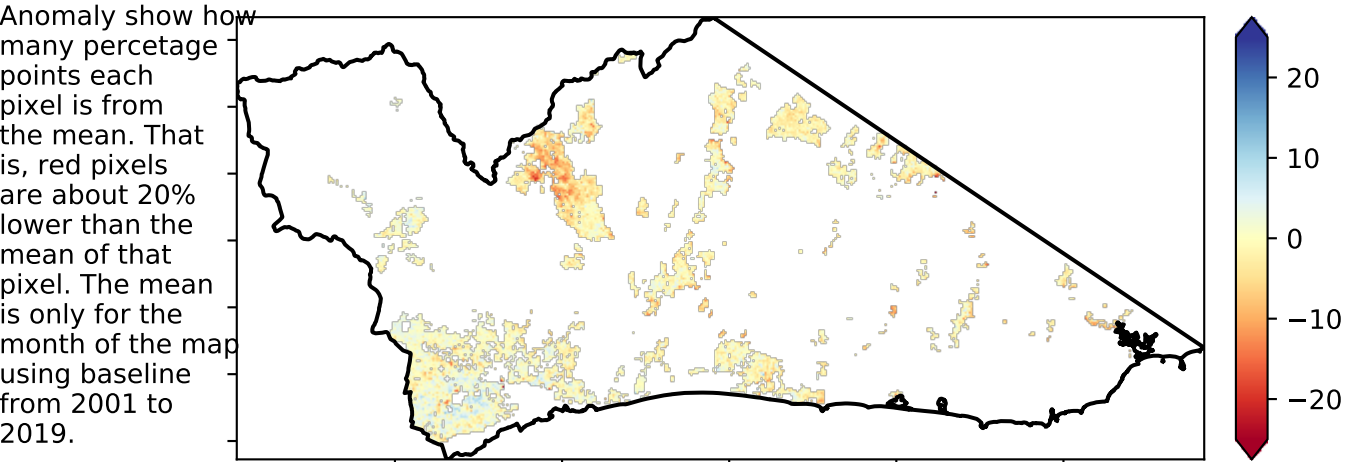 Anomaly show how
many percetage
points each
pixel is from
the mean. That
is, red pixels
are about 20%
lower than the
mean of that
pixel. The mean
is only for the
month of the map
using baseline
from 2001 to
2019.
20
10
0
−10
−20